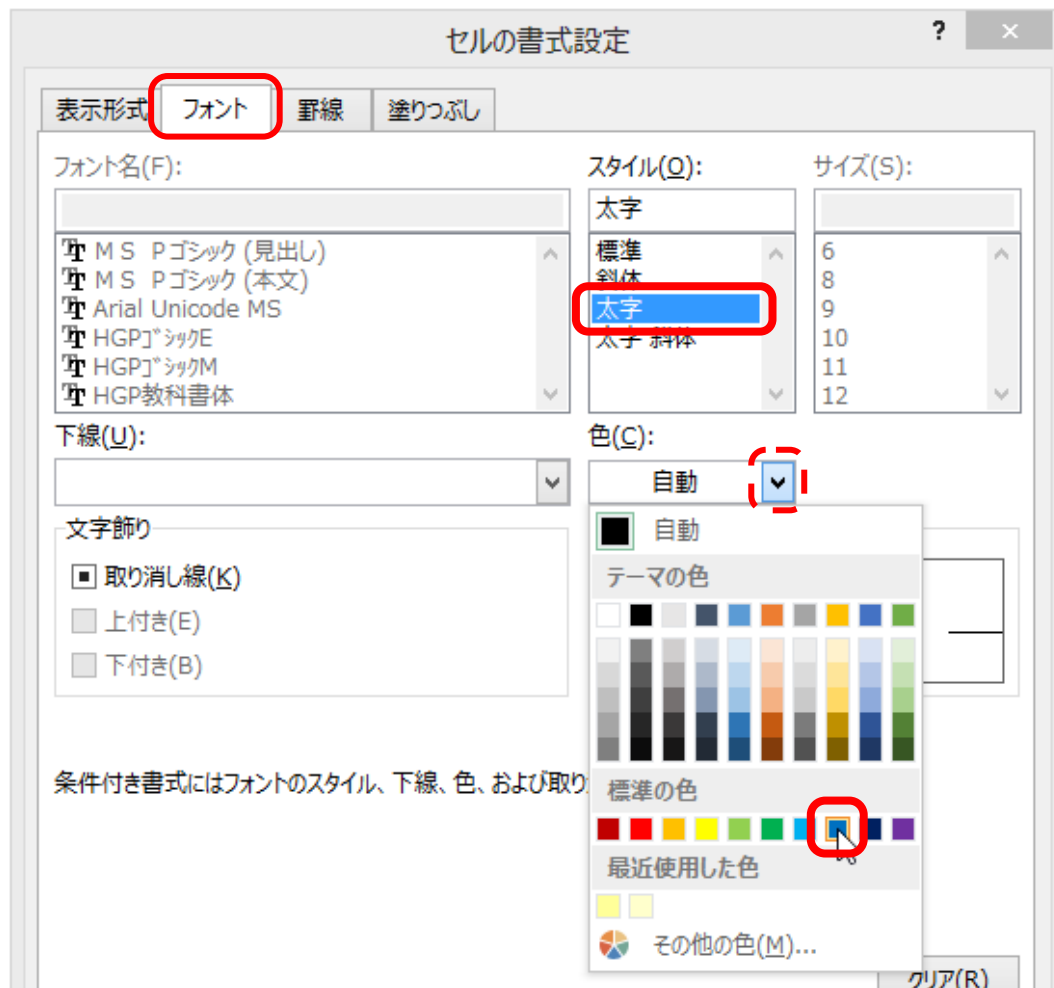 セルの書式設定
?
×
表示形式 フォント 罫線 塗りつぶし
フォント名(F): スタイル(O): サイズ(S):
太字
MS Pゴシック (見出し) 標準 6
MS Pゴシック (本文) 斜体 8
Arial Unicode MS 太字 9
HGPゴシックE 太字 斜体 10
HGPゴシックM 11
HGP教科書体 12
下線(U): 色(C):
自動
文字飾り 自動
取り消し線(K) テーマの色
上付き(E)
下付き(B)
条件付き書式にはフォントのスタイル、下線、色、および取り
標準の色
最近使用した色
その他の色(M)...
クリア(R)